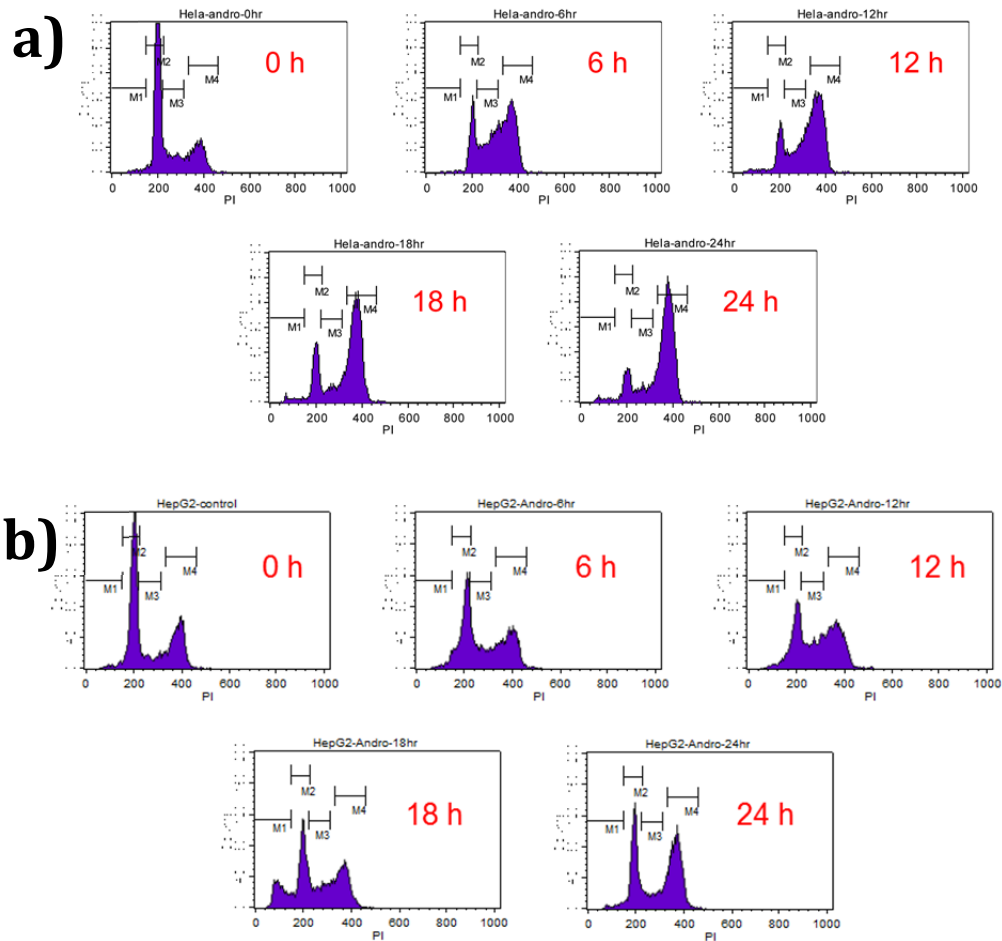 a)
Hela-andro-0hr
0 h
M1 M2 M3 M4
0 200 400 600 800 1000
PI
Hela-andro-6hr
6 h
M1 M2 M3 M4
0 200 400 600 800 1000
PI
Hela-andro-12hr
12 h
M1 M2 M3 M4
0 200 400 600 800 1000
PI
Hela-andro-18hr
18 h
M1 M2 M3 M4
0 200 400 600 800 1000
PI
Hela-andro-24hr
24 h
M1 M2 M3 M4
0 200 400 600 800 1000
PI
b)
HepG2-control
0 h
M1 M2 M3 M4
0 200 400 600 800 1000
PI
HepG2-Andro-6hr
6 h
M1 M2 M3 M4
0 200 400 600 800 1000
PI
HepG2-Andro-12hr
12 h
M1 M2 M3 M4
0 200 400 600 800 1000
PI
HepG2-Andro-18hr
18 h
M1 M2 M3 M4
0 200 400 600 800 1000
PI
HepG2-Andro-24hr
24 h
M1 M2 M3 M4
0 200 400 600 800 1000
PI